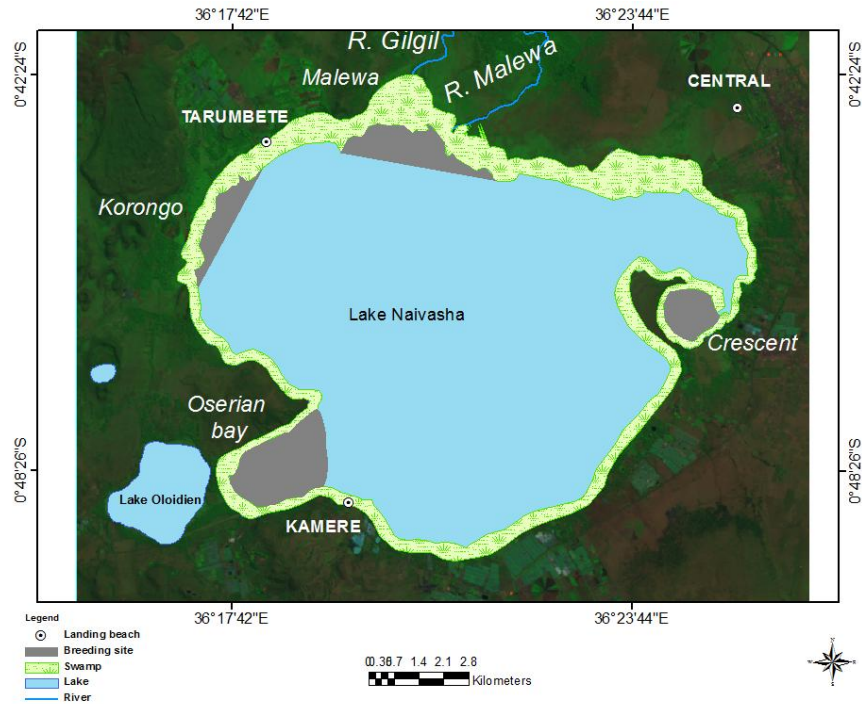 36°17'42"E 36°23'44"E
0°42'24"S 0°42'24"S
R. Gilgil
Malewa
R. Malewa
CENTRAL
TARUMBETE
Korongo
Lake Naivasha
Crescent
Oserian
bay
0°48'26"S 0°48'26"S
Lake Oloidien
KAMERE
36°17'42"E 36°23'44"E
Legend
Landing beach
Breeding site
Swamp
Lake
River
1.4 2.1 2.8
Kilometers